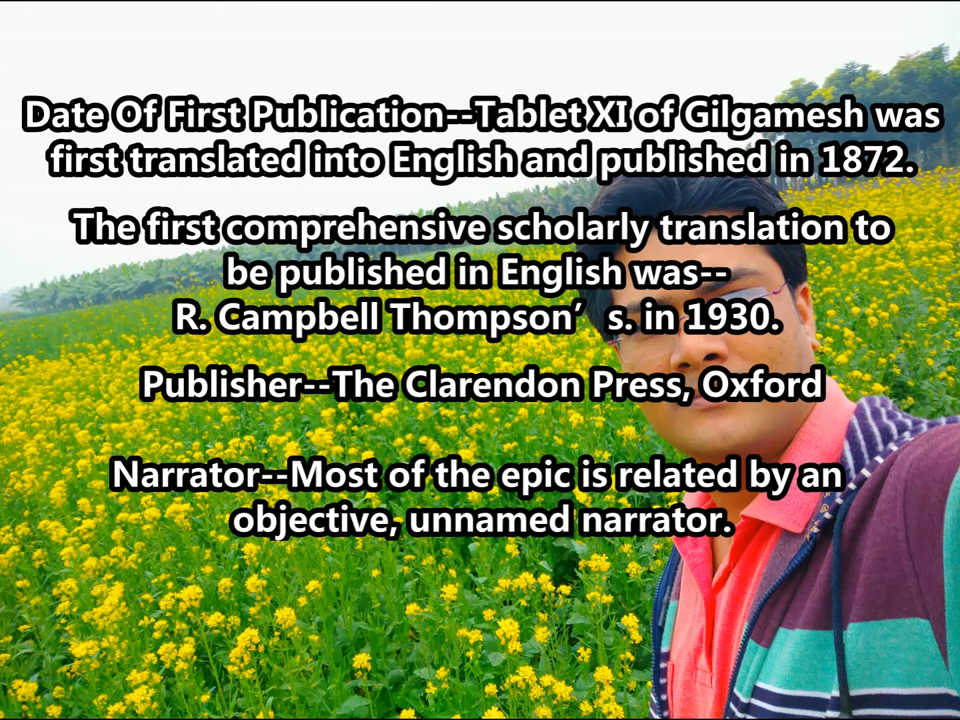 Date Of First Publication--Tablet XI of Gilgamesh was
first translated into English and published in 1872.
The first comprehensive scholarly translation to
be published in English was--
R. Campbell Thompson’ s. in 1930.
Publisher--The Clarendon Press, Oxford
Narrator--Most of the epic is related by an
objective, unnamed narrator.